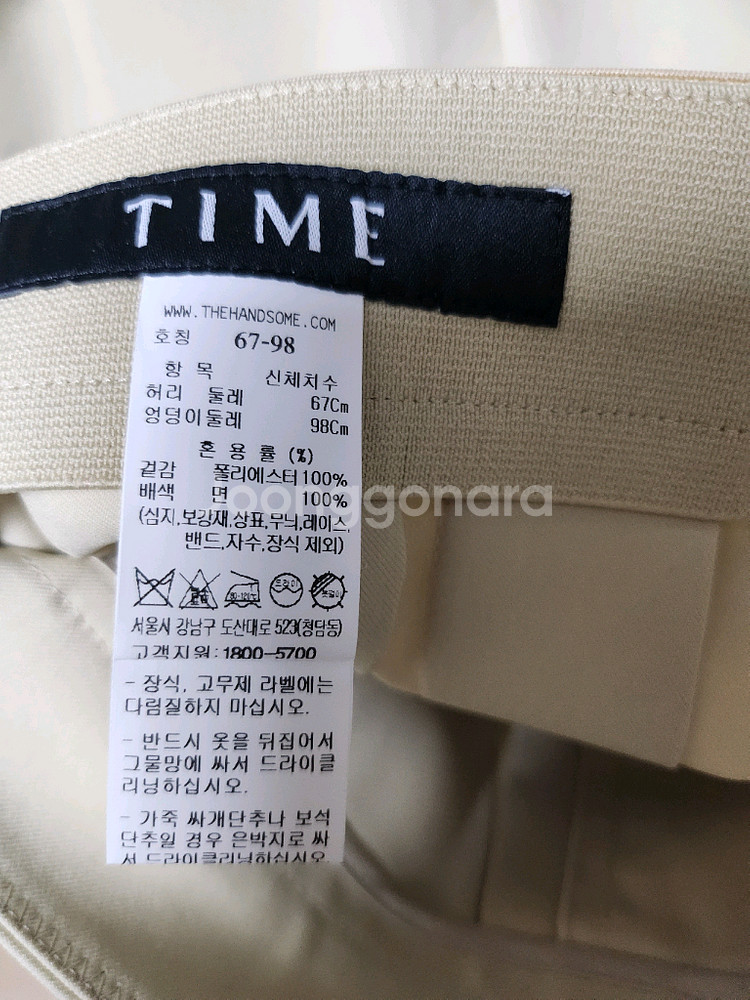 TIME
WWW.THEHANDSOME.COM
호칭 67-98
항 목 신체치수
허리 둘레 67Cm
엉덩이둘레 98Cm
혼 용 률 (%)
겉감 폴리에스터 100%
배색 면 100%
(심지,보강재,상표,무늬,레이스,
밴드,자수,장식 제외)
80-120℃ 드라이
서울시 강남구 도산대로 523(청담동)
고객지원: 1800-5700
- 장식, 고무제 라벨에는
다림질하지 마십시오.
- 반드시 옷을 뒤집어서
그물망에 싸서 드라이클
리닝하십시오.
- 가죽 싸개단추나 보석
단추일 경우 은박지로 싸
서 드라이클리닝하십시오.
joonggonara